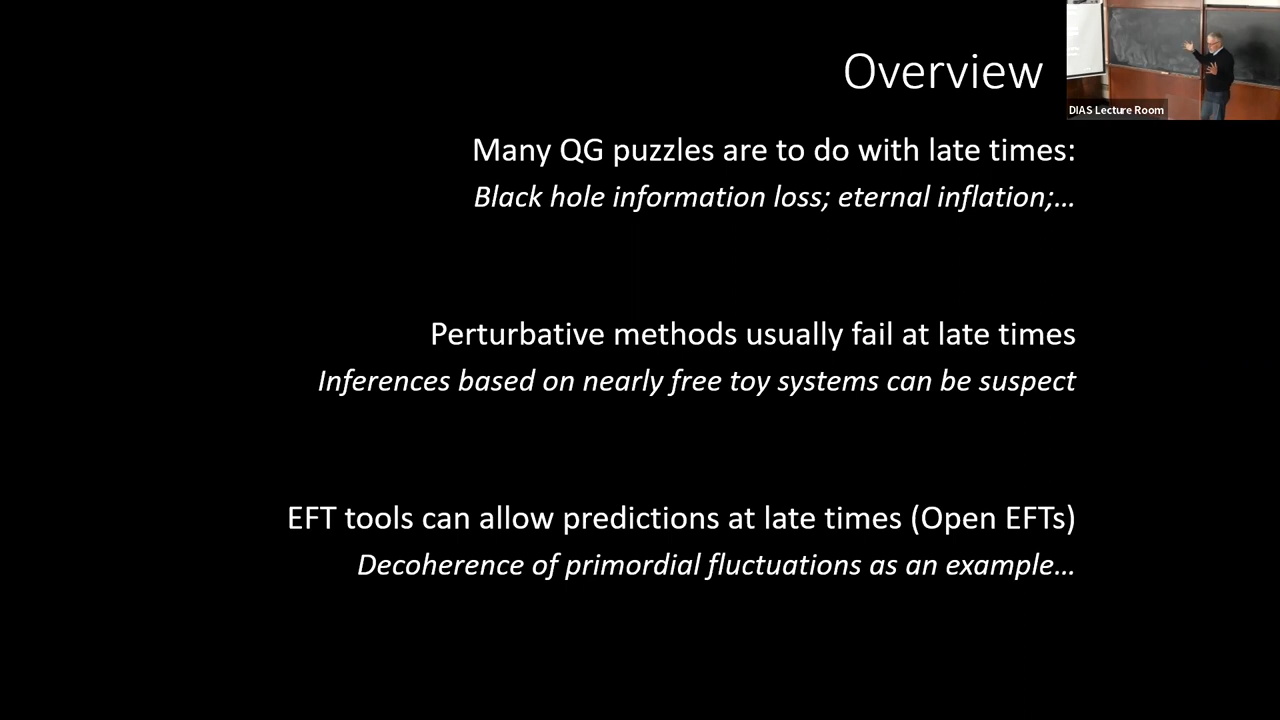 Overview
DIAS Lecture Room
Many QG puzzles are to do with late times:
Black hole information loss; eternal inflation;...
Perturbative methods usually fail at late times
Inferences based on nearly free toy systems can be suspect
EFT tools can allow predictions at late times (Open EFTs)
Decoherence of primordial fluctuations as an example...